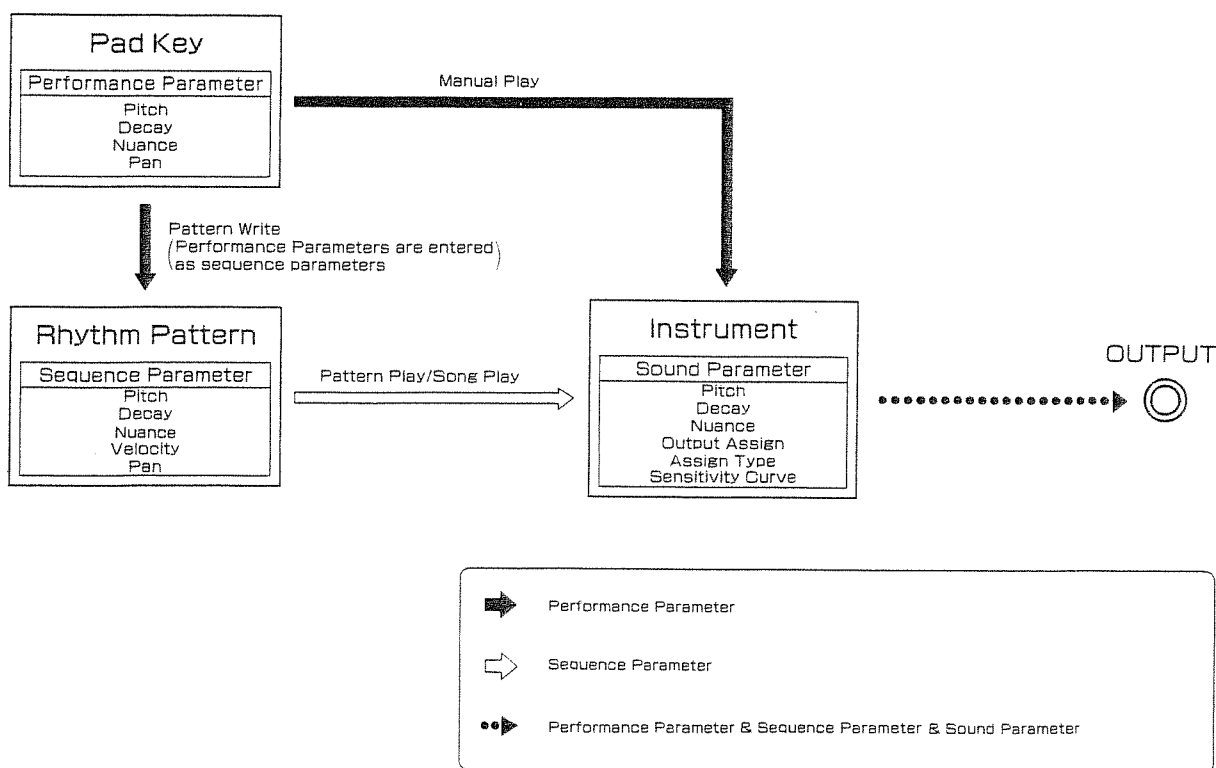 Pad Key
Performance Parameter
Pitch
Decay
Nuance
Pan
Manual Play
Pattern Write
(Performance Parameters are entered
as sequence parameters)
Rhythm Pattern
Sequence Parameter
Pitch
Decay
Nuance
Velocity
Pan
Pattern Play/Song Play
Instrument
Sound Parameter
Pitch
Decay
Nuance
Output Assign
Assign Type
Sensitivity Curve
OUTPUT
Performance Parameter
Sequence Parameter
Performance Parameter & Sequence Parameter & Sound Parameter